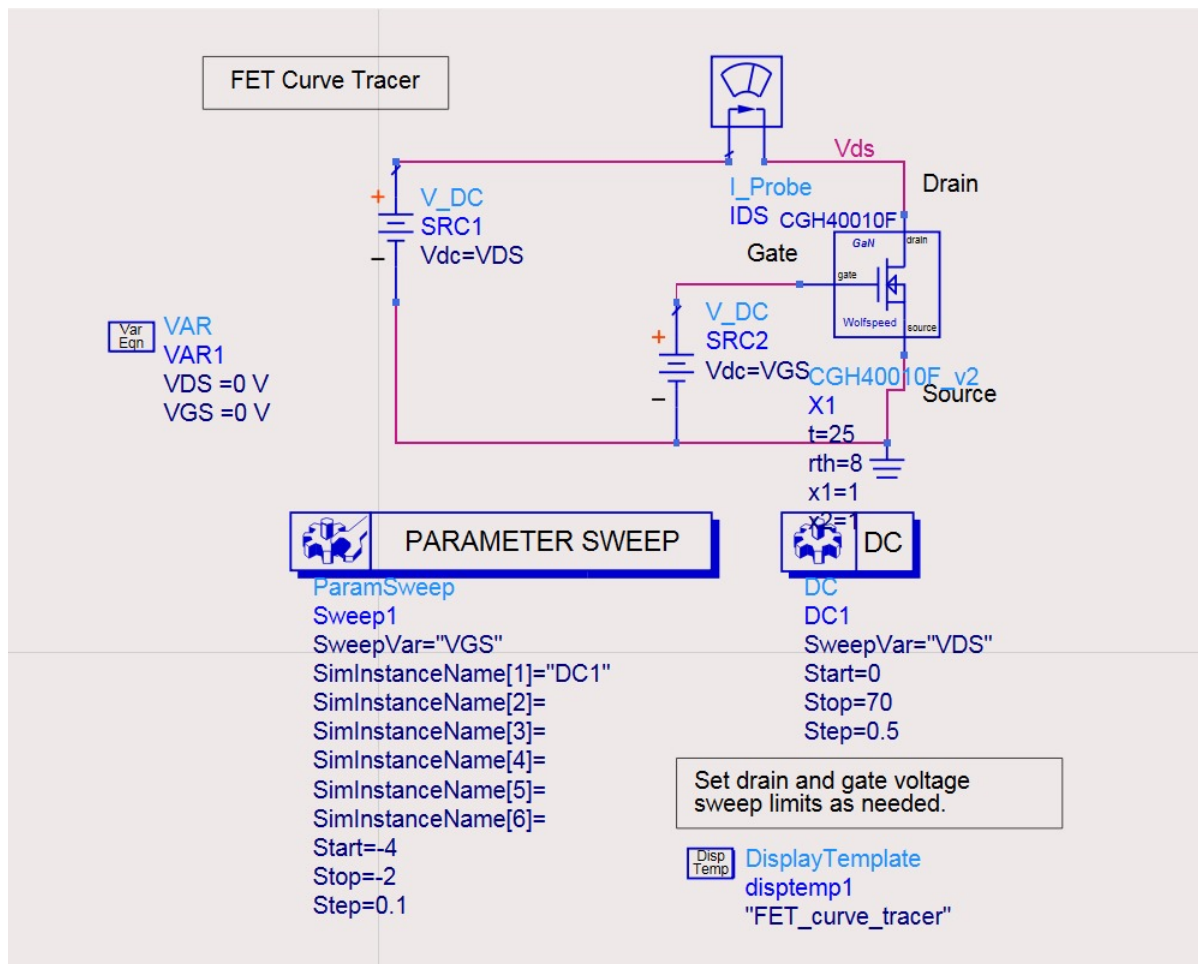 FET Curve Tracer
Vds
Drain
I_Probe
IDS
CGH40010F
GaN
drain
gate
Wolfspeed
source
Gate
+
V_DC
SRC1
Vdc=VDS
–
+
V_DC
SRC2
Vdc=VGS
–
CGH40010F_v2
Source
X1
t=25
rth=8
x1=1
x2=1
Var
Eqn
VAR
VAR1
VDS =0 V
VGS =0 V
PARAMETER SWEEP
ParamSweep
Sweep1
SweepVar="VGS"
SimInstanceName[1]="DC1"
SimInstanceName[2]=
SimInstanceName[3]=
SimInstanceName[4]=
SimInstanceName[5]=
SimInstanceName[6]=
Start=-4
Stop=-2
Step=0.1
DC
DC
DC1
SweepVar="VDS"
Start=0
Stop=70
Step=0.5
Set drain and gate voltage
sweep limits as needed.
Disp
Temp
DisplayTemplate
disptemp1
"FET_curve_tracer"